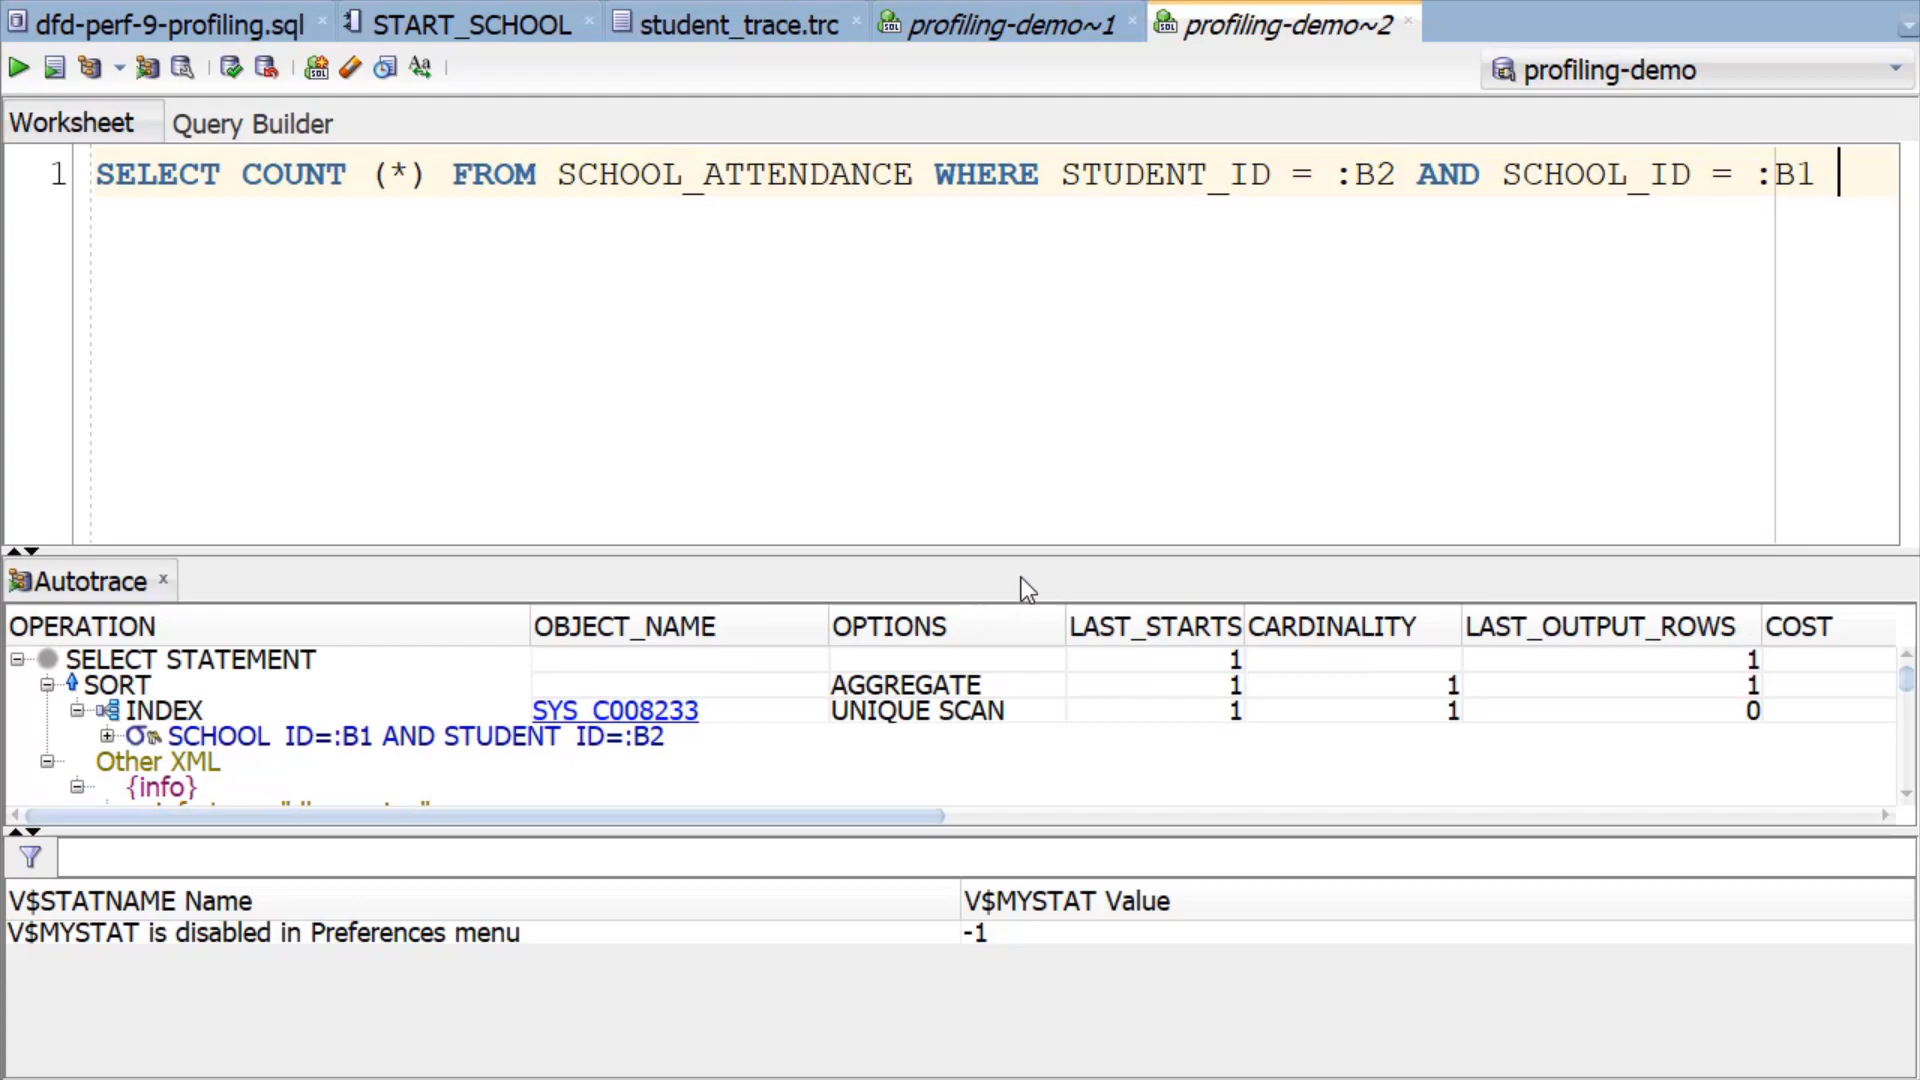 dfd-perf-9-profiling.sql START_SCHOOL student_trace.trc profiling-demo~1 profiling-demo~2
profiling-demo
Worksheet Query Builder
1 SELECT COUNT (*) FROM SCHOOL_ATTENDANCE WHERE STUDENT_ID = :B2 AND SCHOOL_ID = :B1
Autotrace
OPERATION OBJECT_NAME OPTIONS LAST_STARTS CARDINALITY LAST_OUTPUT_ROWS COST
SELECT STATEMENT 1 1
SORT AGGREGATE 1 1 1
INDEX SYS_C008233 UNIQUE SCAN 1 1 0
SCHOOL_ID=:B1 AND STUDENT_ID=:B2
Other XML
{info}
V$STATNAME Name V$MYSTAT Value
V$MYSTAT is disabled in Preferences menu -1